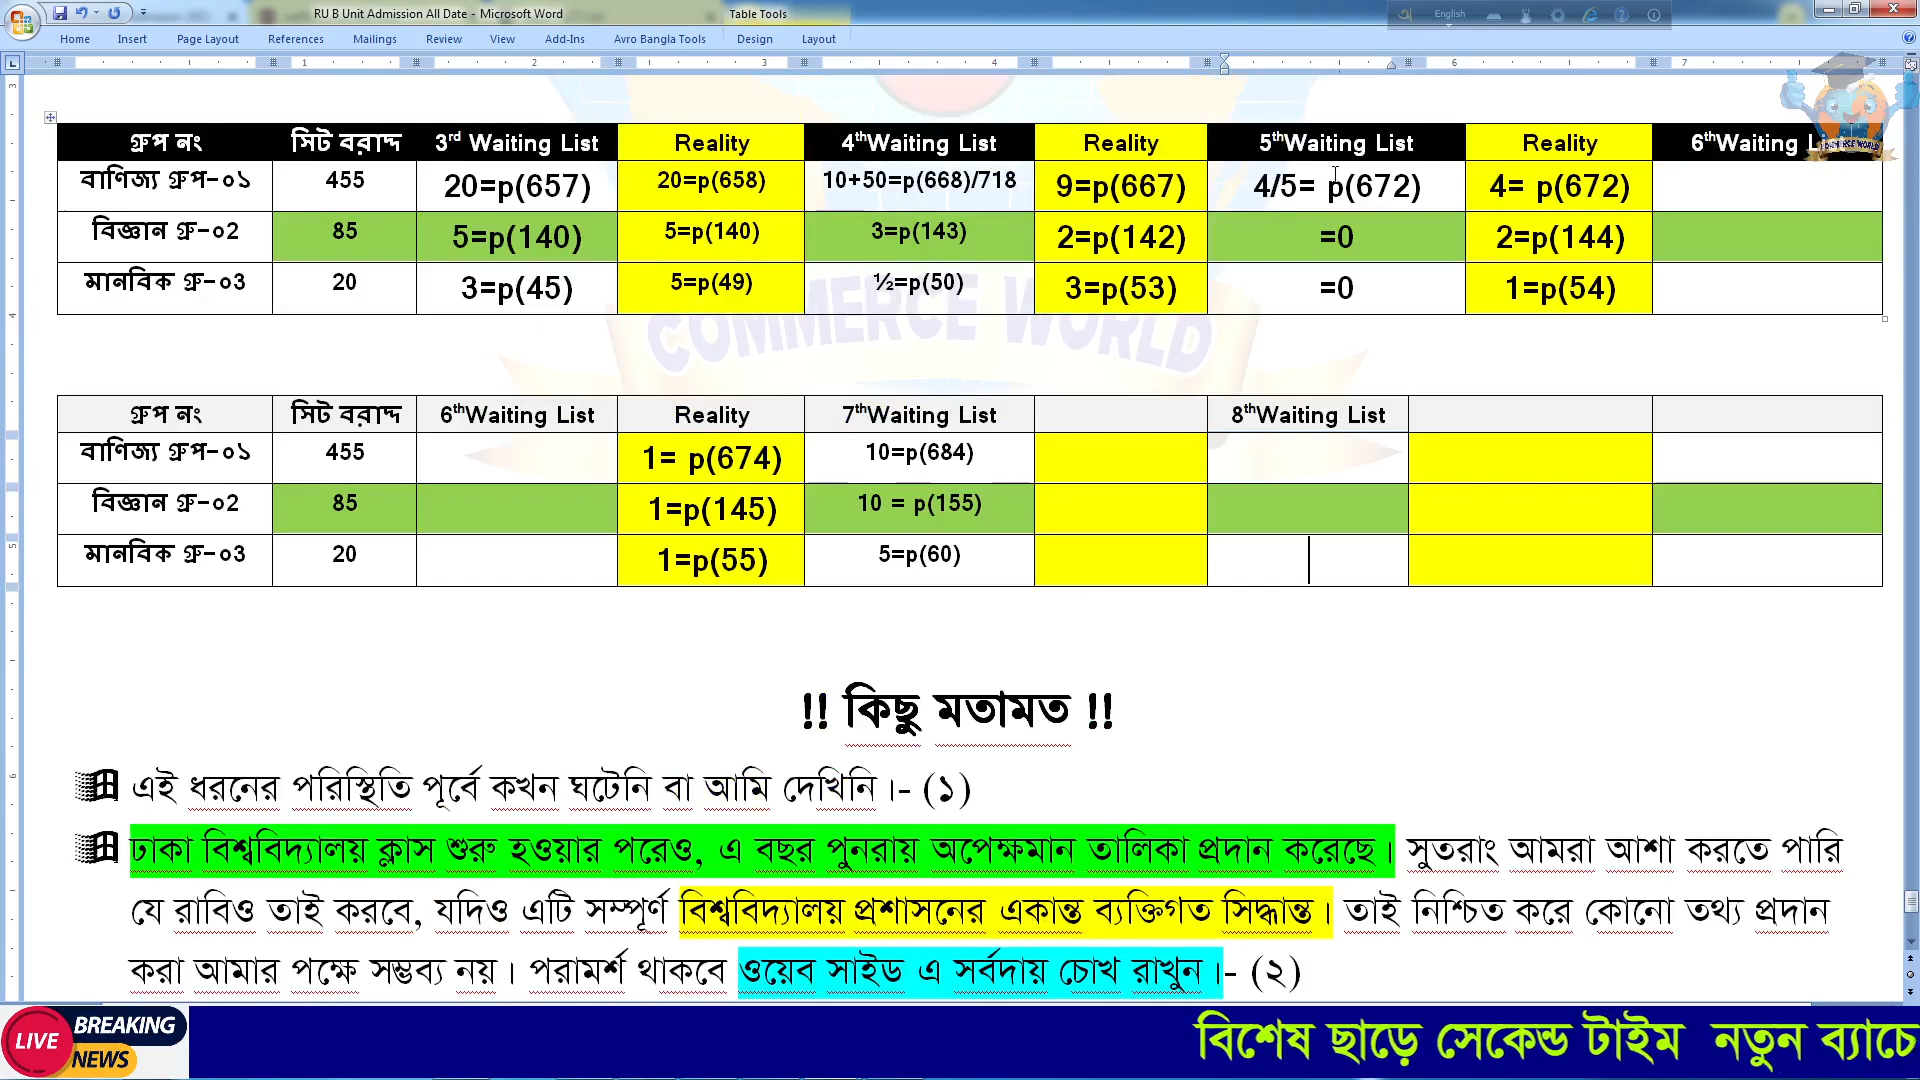 RU B Unit Admission All Date - Microsoft Word
Table Tools
English
Home Insert Page Layout References Mailings Review View Add-Ins Avro Bangla Tools Design Layout
গ্রুপ নং সিট বরাদ্দ 3rd Waiting List Reality 4thWaiting List Reality 5thWaiting List Reality 6thWaiting List
বাণিজ্য গ্রুপ-০১ 455 20=p(657) 20=p(658) 10+50=p(668)/718 9=p(667) 4/5= p(672) 4= p(672)
বিজ্ঞান গ্রু-০2 85 5=p(140) 5=p(140) 3=p(143) 2=p(142) =0 2=p(144)
মানবিক গ্রু-০3 20 3=p(45) 5=p(49) ½=p(50) 3=p(53) =0 1=p(54)
COMMERCE WORLD
গ্রুপ নং সিট বরাদ্দ 6thWaiting List Reality 7thWaiting List 8thWaiting List
বাণিজ্য গ্রুপ-০১ 455 1= p(674) 10=p(684)
বিজ্ঞান গ্রু-০2 85 1=p(145) 10 = p(155)
মানবিক গ্রু-০3 20 1=p(55) 5=p(60)
!! কিছু মতামত !!
এই ধরনের পরিস্থিতি পূর্বে কখন ঘটেনি বা আমি দেখিনি।- (১)
ঢাকা বিশ্ববিদ্যালয় ক্লাস শুরু হওয়ার পরেও, এ বছর পুনরায় অপেক্ষমান তালিকা প্রদান করেছে। সুতরাং আমরা আশা করতে পারি
যে রাবিও তাই করবে, যদিও এটি সম্পূর্ণ বিশ্ববিদ্যালয় প্রশাসনের একান্ত ব্যক্তিগত সিদ্ধান্ত। তাই নিশ্চিত করে কোনো তথ্য প্রদান
করা আমার পক্ষে সম্ভব্য নয়। পরামর্শ থাকবে ওয়েব সাইড এ সর্বদায় চোখ রাখুন।- (২)
LIVE BREAKING NEWS
বিশেষ ছাড়ে সেকেন্ড টাইম নতুন ব্যাচে